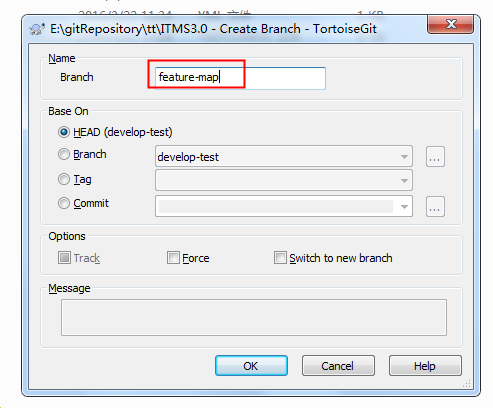 E:\gitRepository\tt\ITMS3.0 - Create Branch - TortoiseGit
Name
Branch
feature-map
Base On
HEAD (develop-test)
Branch
develop-test
...
Tag
Commit
...
Options
Track
Force
Switch to new branch
Message
OK
Cancel
Help